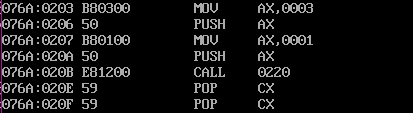 076A:0203 B80300 MOV AX,0003
076A:0206 50 PUSH AX
076A:0207 B80100 MOV AX,0001
076A:020A 50 PUSH AX
076A:020B E81200 CALL 0220
076A:020E 59 POP CX
076A:020F 59 POP CX